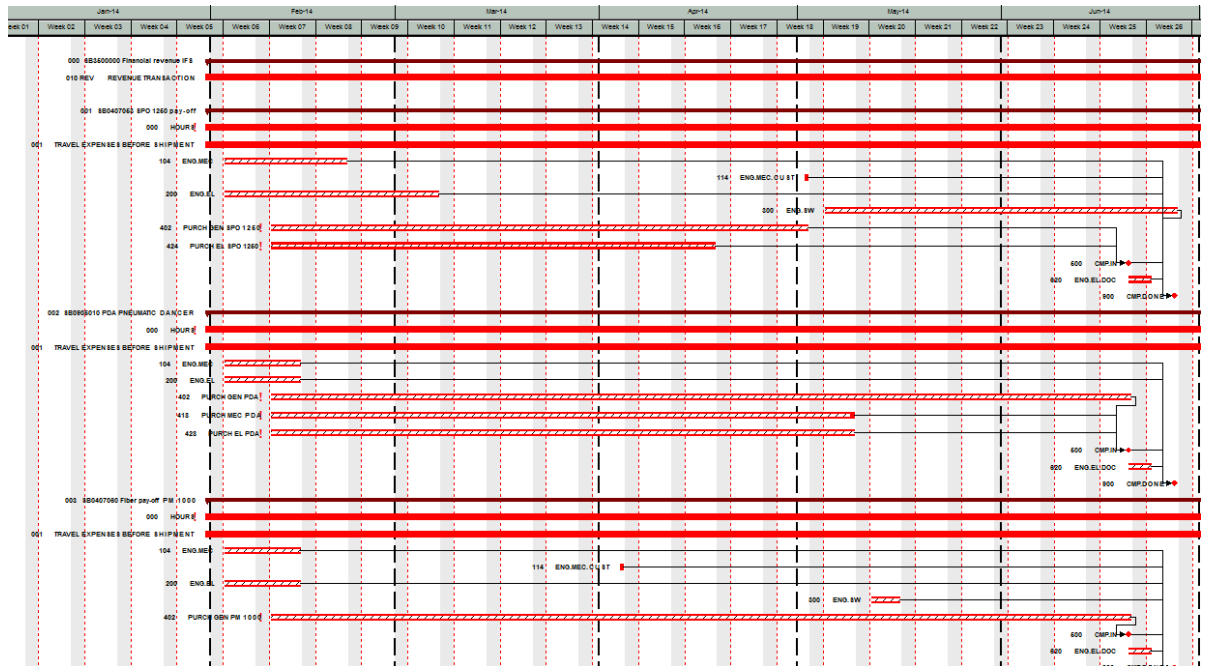 Jan-14 Feb-14 Mar-14 Apr-14 May-14 Jun-14
eek 01 Week 02 Week 03 Week 04 Week 05 Week 06 Week 07 Week 08 Week 09 Week 10 Week 11 Week 12 Week 13 Week 14 Week 15 Week 16 Week 17 Week 18 Week 19 Week 20 Week 21 Week 22 Week 23 Week 24 Week 25 Week 26
000 6B3500000 Financial revenue IFS
010 REV REVENUE TRANSACTION
001 8B0407053 SPO 1250 pay-off
000 HOURS
001 TRAVEL EXPENSES BEFORE SHIPMENT
104 ENG.MEC
114 ENG.MEC.CUST
200 ENG.EL
300 ENG.SW
402 PURCH GEN SPO 1250!
424 PURCH EL SPO 1250!
500 CMP.IN
620 ENG.EL.DOC
900 CMP.DONE
002 8B0905010 PDA PNEUMATIC DANCER
000 HOURS
001 TRAVEL EXPENSES BEFORE SHIPMENT
104 ENG.MEC
200 ENG.EL
402 PURCH GEN PDA!
418 PURCH MEC PDA!
428 PURCH EL PDA!
500 CMP.IN
620 ENG.EL.DOC
900 CMP.DONE
003 8B0407060 Fiber pay-off PM 1000
000 HOURS
001 TRAVEL EXPENSES BEFORE SHIPMENT
104 ENG.MEC
114 ENG.MEC.CUST
200 ENG.EL
300 ENG.SW
402 PURCH GEN PM 1000!
500 CMP.IN
620 ENG.EL.DOC